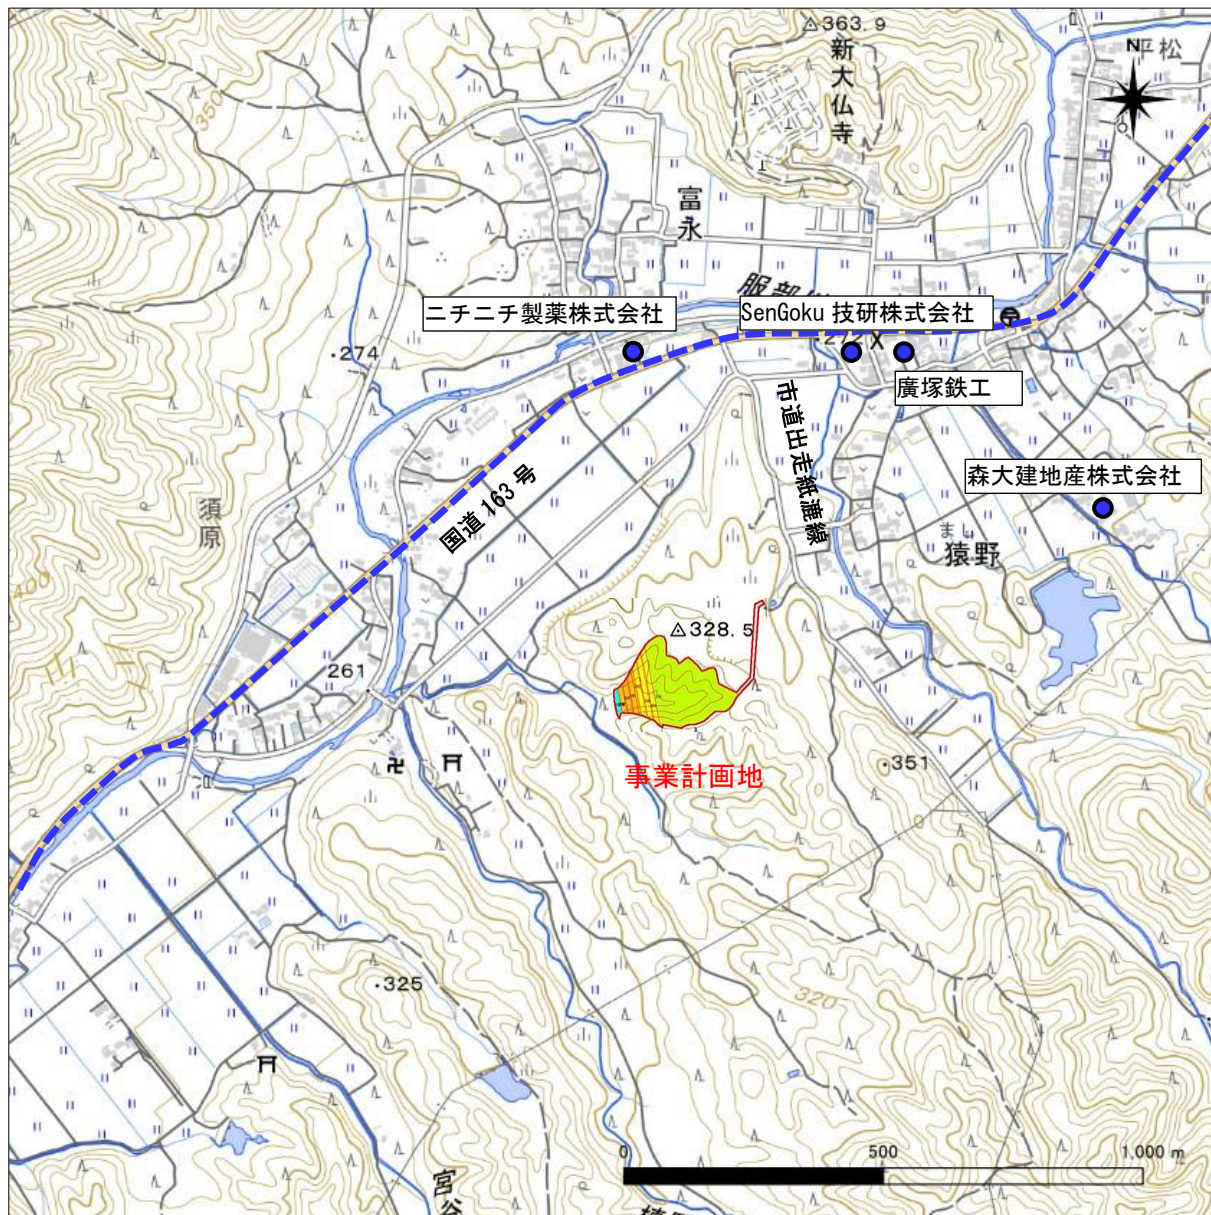 △363.9
新大仏寺
平松
N
350
富永
服部
ニチニチ製薬株式会社
SenGoku 技研株式会社
・274
・272
廣塚鉄工
市道出走紙漉線
国道 163 号
森大建地産株式会社
須原
まし
猿野
400
△328.5
261
事業計画地
・351
・325
320
宮谷
0
500
1,000 m